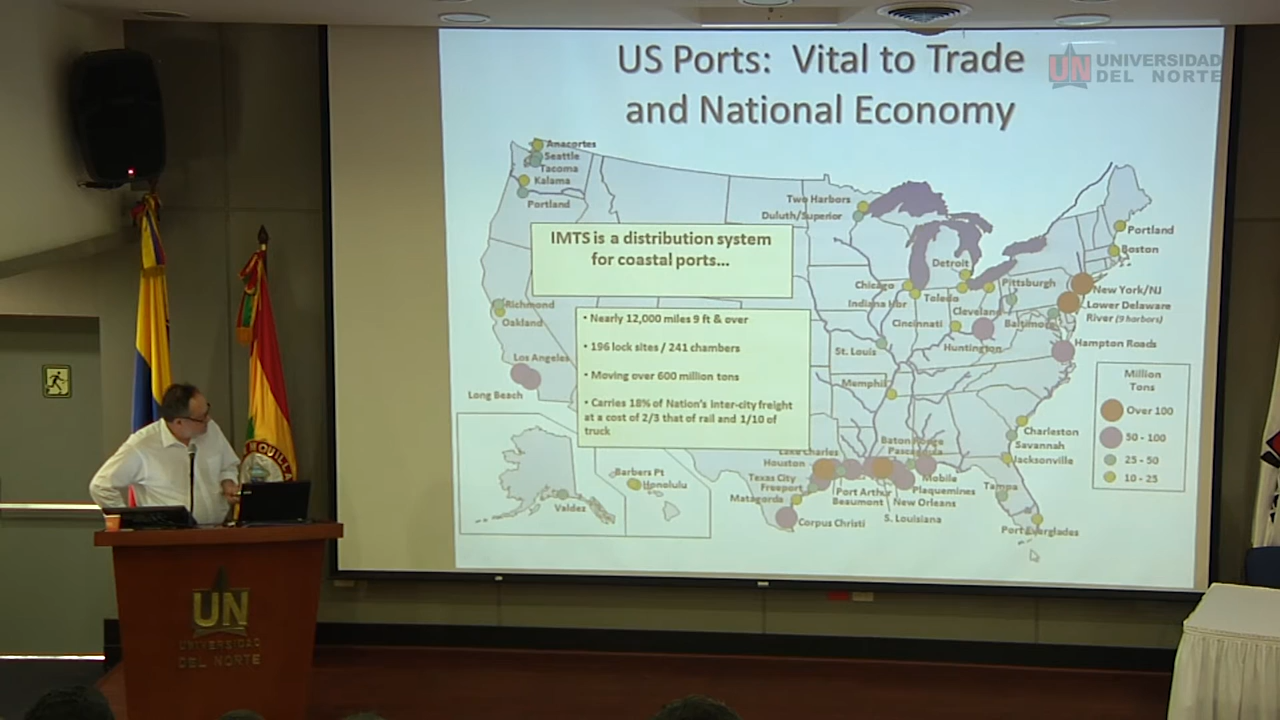 US Ports: Vital to Trade
and National Economy
UNIVERSIDAD
UN DEL NORTE
Anacortes
Seattle
Tacoma
Kalama
Portland
Two Harbors
Duluth/Superior
IMTS is a distribution system
for coastal ports...
Portland
Boston
Detroit
Chicago
Pittsburgh
New York/NJ
Indiana Hbr
Toledo
Cleveland
Lower Delaware
River (9 harbors)
Richmond
Oakland
• Nearly 12,000 miles 9 ft & over
Cincinnati
Baltimore
• 196 lock sites / 241 chambers
St. Louis
Huntington
Hampton Roads
Los Angeles
Long Beach
• Moving over 600 million tons
Memphis
• Carries 18% of Nation's inter-city freight
at a cost of 2/3 that of rail and 1/10 of
truck
Million
Tons
Over 100
50 - 100
25 - 50
10 - 25
Charleston
Savannah
Jacksonville
Baton Rouge
Pascagoula
Lake Charles
Houston
Texas City
Freeport
Matagorda
Mobile
Plaquemines
Port Arthur
Beaumont
New Orleans
S. Louisiana
Corpus Christi
Tampa
Port Everglades
Barbers Pt
Honolulu
Valdez
UN
UNIVERSIDAD
DEL NORTE